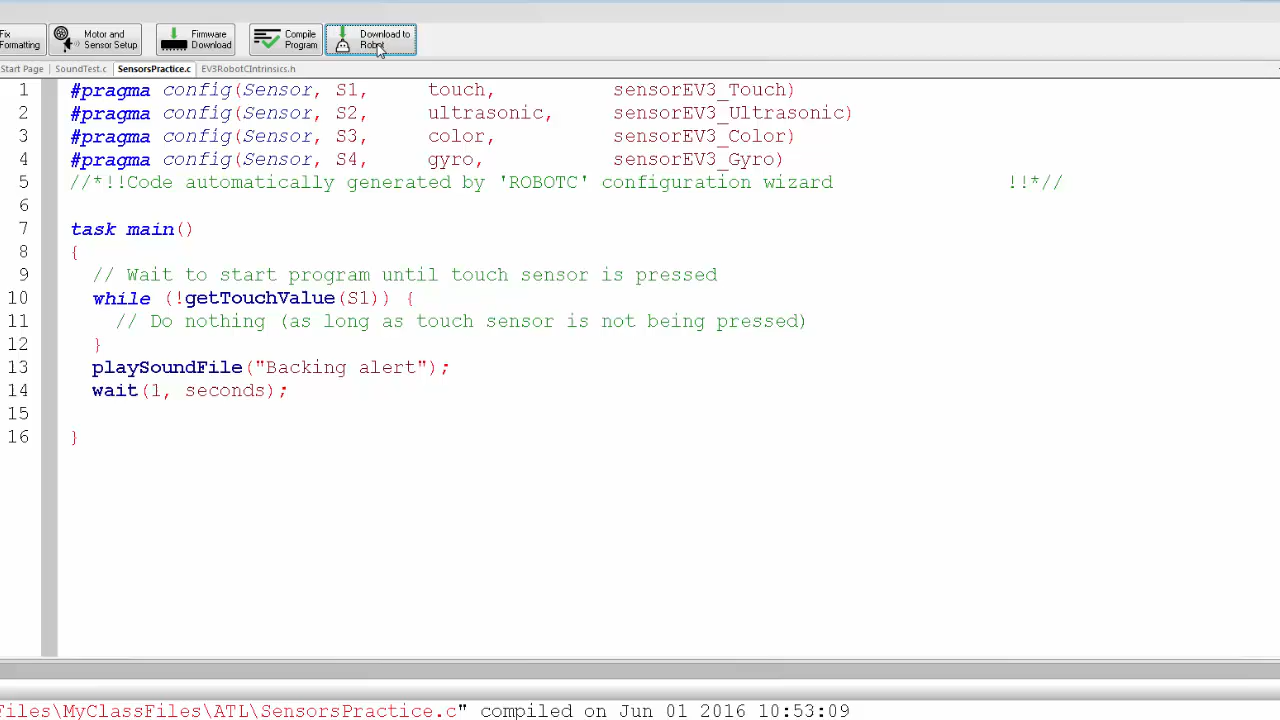 Fix Formatting
Motor and Sensor Setup
Firmware Download
Compile Program
Download to Robot
Start Page SoundTest.c SensorsPractice.c EV3RobotCIntrinsics.h
1 #pragma config(Sensor, S1, touch, sensorEV3_Touch)
2 #pragma config(Sensor, S2, ultrasonic, sensorEV3_Ultrasonic)
3 #pragma config(Sensor, S3, color, sensorEV3_Color)
4 #pragma config(Sensor, S4, gyro, sensorEV3_Gyro)
5 //*!!Code automatically generated by 'ROBOTC' configuration wizard !!*//
6
7 task main()
8 {
9 // Wait to start program until touch sensor is pressed
10 while (!getTouchValue(S1)) {
11 // Do nothing (as long as touch sensor is not being pressed)
12 }
13 playSoundFile("Backing alert");
14 wait(1, seconds);
15
16 }
Files\MyClassFiles\ATL\SensorsPractice.c" compiled on Jun 01 2016 10:53:09